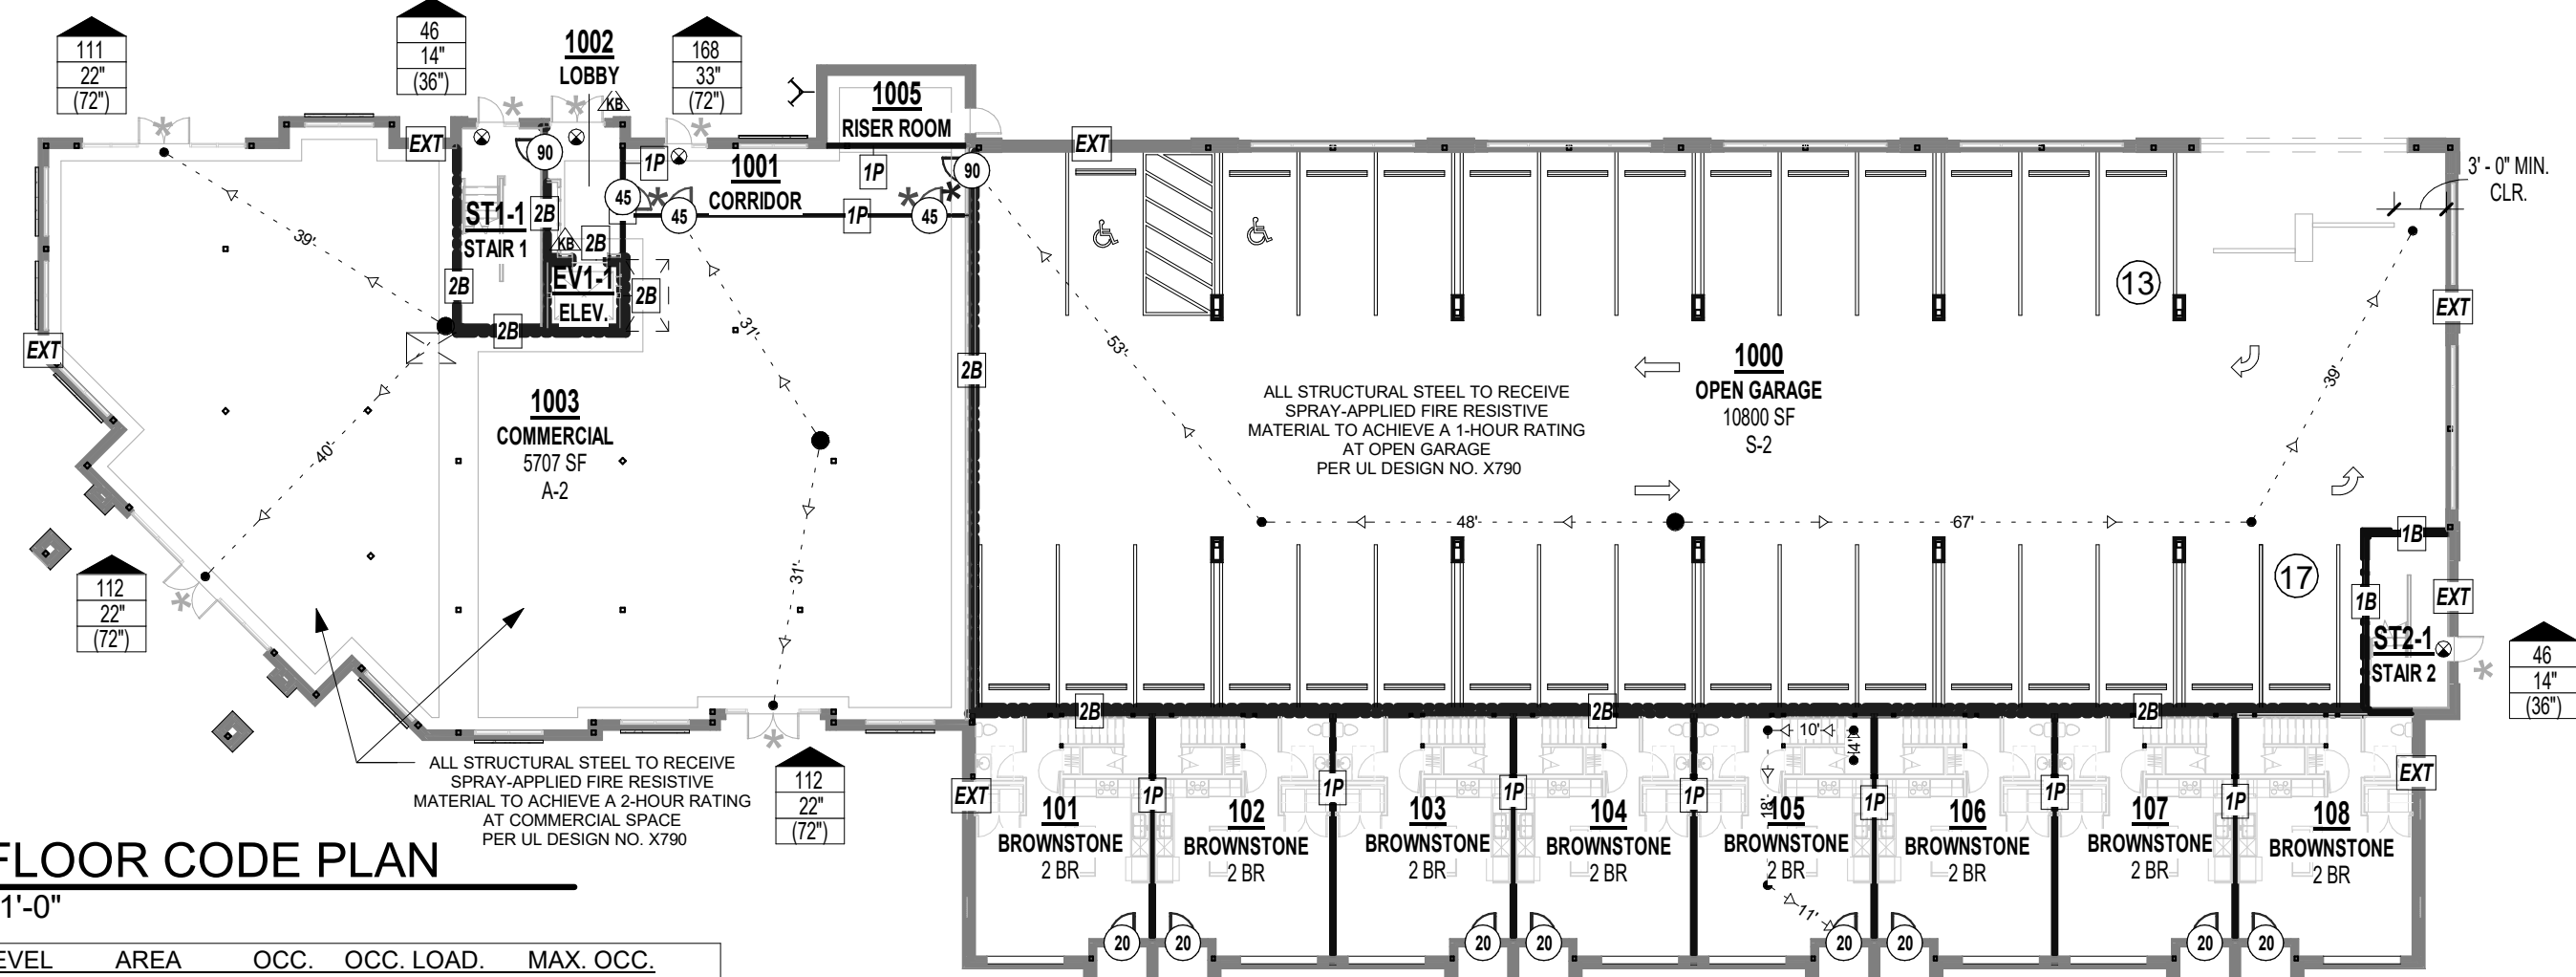 111
22"
(72")
46
14"
(36")
1002
LOBBY
KB
168
33"
(72")
1005
RISER ROOM
EXT
90
1P
1001
CORRIDOR
1P
90
EXT
3' - 0" MIN.
CLR.
39'
ST1-1
STAIR 1
2B
45
45
1P
45
KB
2B
EV1-1
ELEV.
2B
2B
2B
EXT
31'
53'
2B
13
EXT
1003
COMMERCIAL
5707 SF
A-2
40'
31'
ALL STRUCTURAL STEEL TO RECEIVE
SPRAY-APPLIED FIRE RESISTIVE
MATERIAL TO ACHIEVE A 1-HOUR RATING
AT OPEN GARAGE
PER UL DESIGN NO. X790
1000
OPEN GARAGE
10800 SF
S-2
39'
48'
67'
1B
17
1B
EXT
ST2-1
STAIR 2
46
14"
(36")
112
22"
(72")
2B
2B
2B
ALL STRUCTURAL STEEL TO RECEIVE
SPRAY-APPLIED FIRE RESISTIVE
MATERIAL TO ACHIEVE A 2-HOUR RATING
AT COMMERCIAL SPACE
PER UL DESIGN NO. X790
112
22"
(72")
10'
4'
18'
11'
EXT
1P
1P
1P
1P
1P
1P
1P
EXT
101
BROWNSTONE
2 BR
102
BROWNSTONE
2 BR
103
BROWNSTONE
2 BR
104
BROWNSTONE
2 BR
105
BROWNSTONE
2 BR
106
BROWNSTONE
2 BR
107
BROWNSTONE
2 BR
108
BROWNSTONE
2 BR
20
20
20
20
20
20
20
20
FLOOR CODE PLAN
1'-0"
EVEL AREA OCC. OCC. LOAD. MAX. OCC.